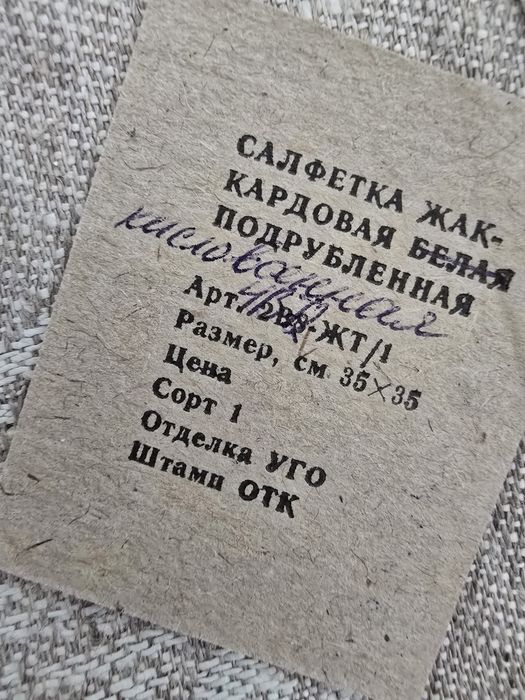 САЛФЕТКА ЖАК-
КАРДОВАЯ БЕЛАЯ
ПОДРУБЛЕННАЯ
кисловочная
Арт. ЖТ/1
Размер, см 35×35
Цена
Сорт 1
Отделка УГО
Штамп ОТК